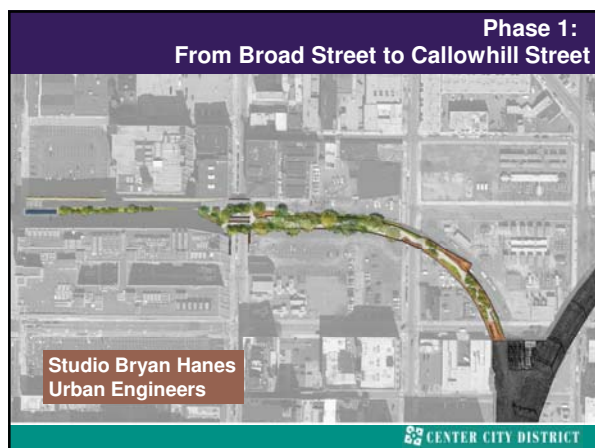 Phase 1:
From Broad Street to Callowhill Street
Studio Bryan Hanes
Urban Engineers
CENTER CITY DISTRICT